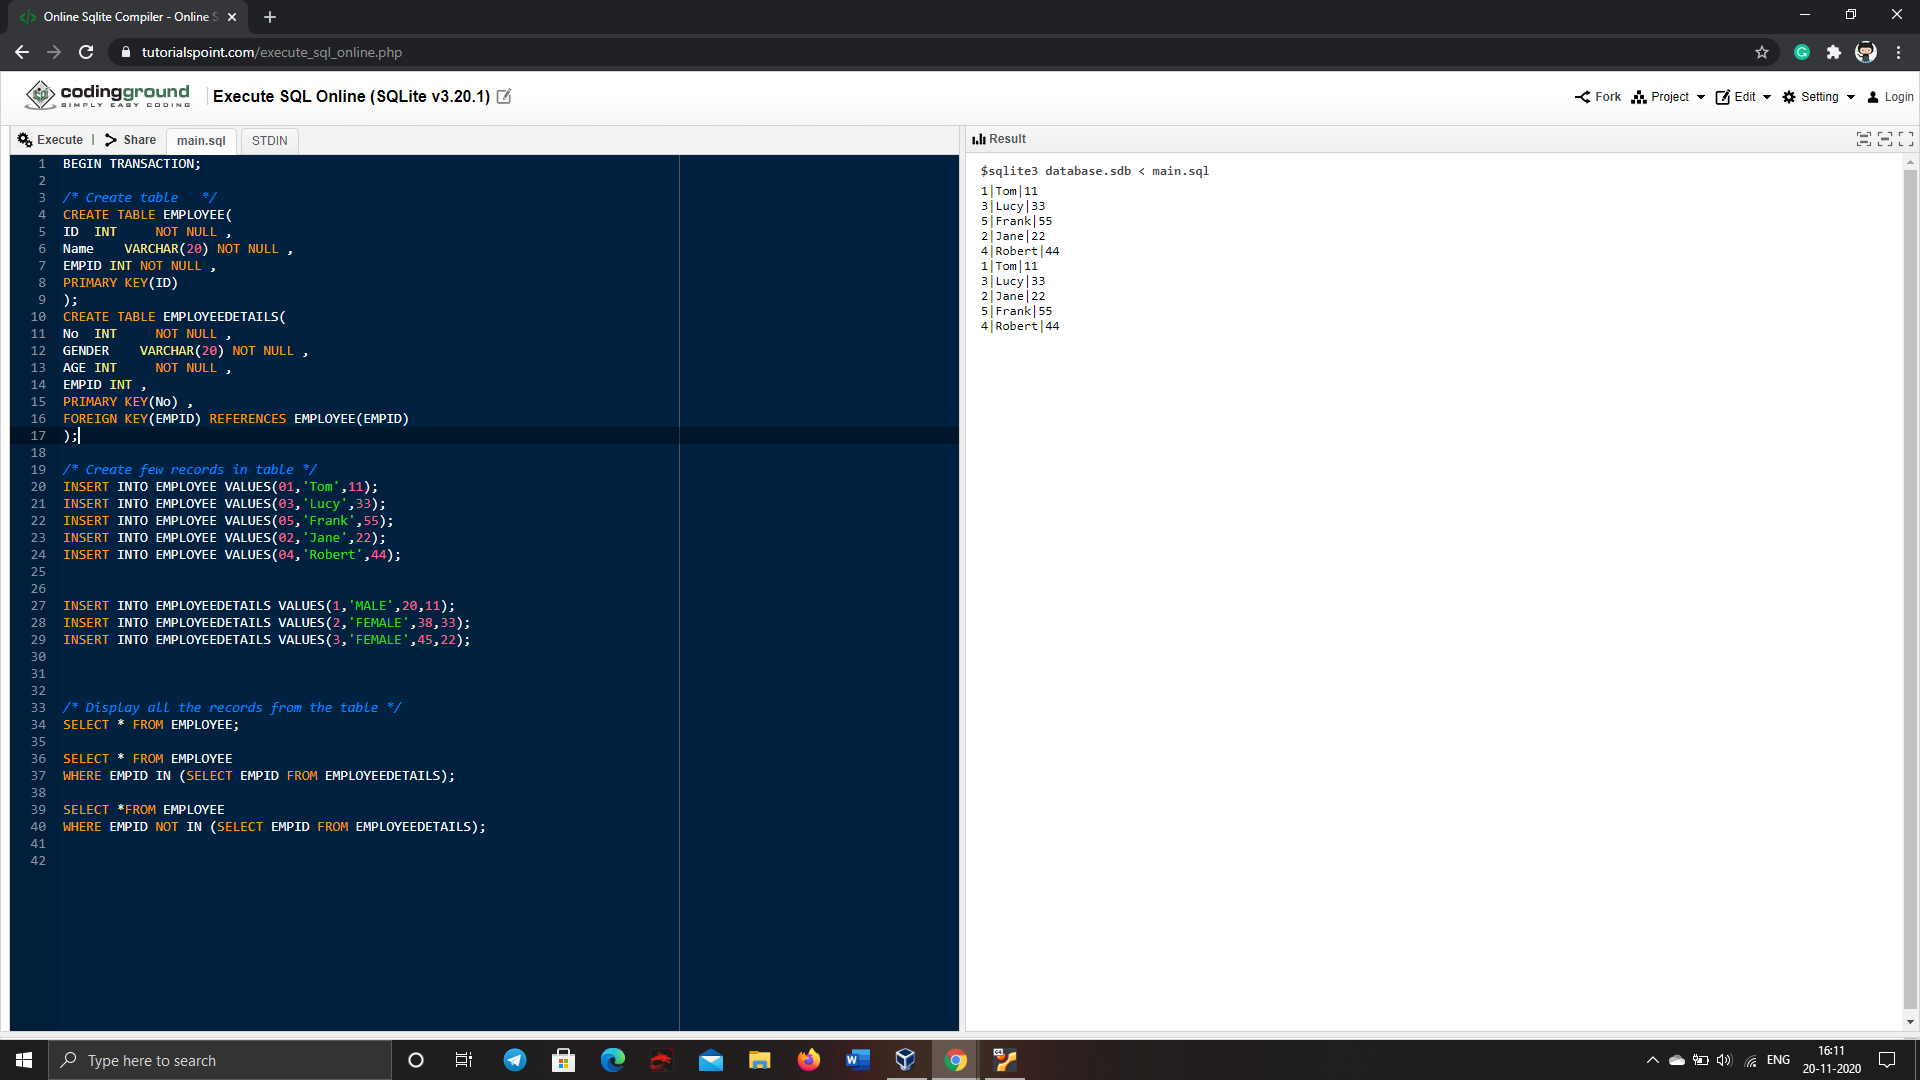 Online Sqlite Compiler - Online S
tutorialspoint.com/execute_sql_online.php
codingground
SIMPLY EASY CODING
Execute SQL Online (SQLite v3.20.1)
Fork Project Edit Setting Login
Execute | Share main.sql STDIN
1 BEGIN TRANSACTION;
2
3 /* Create table   */
4 CREATE TABLE EMPLOYEE(
5 ID  INT     NOT NULL ,
6 Name    VARCHAR(20) NOT NULL ,
7 EMPID INT NOT NULL ,
8 PRIMARY KEY(ID)
9 );
10 CREATE TABLE EMPLOYEEDETAILS(
11 No  INT     NOT NULL ,
12 GENDER    VARCHAR(20) NOT NULL ,
13 AGE INT     NOT NULL ,
14 EMPID INT ,
15 PRIMARY KEY(No) ,
16 FOREIGN KEY(EMPID) REFERENCES EMPLOYEE(EMPID)
17 );
18
19 /* Create few records in table */
20 INSERT INTO EMPLOYEE VALUES(01,'Tom',11);
21 INSERT INTO EMPLOYEE VALUES(03,'Lucy',33);
22 INSERT INTO EMPLOYEE VALUES(05,'Frank',55);
23 INSERT INTO EMPLOYEE VALUES(02,'Jane',22);
24 INSERT INTO EMPLOYEE VALUES(04,'Robert',44);
25
26
27 INSERT INTO EMPLOYEEDETAILS VALUES(1,'MALE',20,11);
28 INSERT INTO EMPLOYEEDETAILS VALUES(2,'FEMALE',38,33);
29 INSERT INTO EMPLOYEEDETAILS VALUES(3,'FEMALE',45,22);
30
31
32
33 /* Display all the records from the table */
34 SELECT * FROM EMPLOYEE;
35
36 SELECT * FROM EMPLOYEE
37 WHERE EMPID IN (SELECT EMPID FROM EMPLOYEEDETAILS);
38
39 SELECT *FROM EMPLOYEE
40 WHERE EMPID NOT IN (SELECT EMPID FROM EMPLOYEEDETAILS);
41
42
Result
$sqlite3 database.sdb < main.sql
1|Tom|11
3|Lucy|33
5|Frank|55
2|Jane|22
4|Robert|44
1|Tom|11
3|Lucy|33
2|Jane|22
5|Frank|55
4|Robert|44
Type here to search
ENG
16:11
20-11-2020